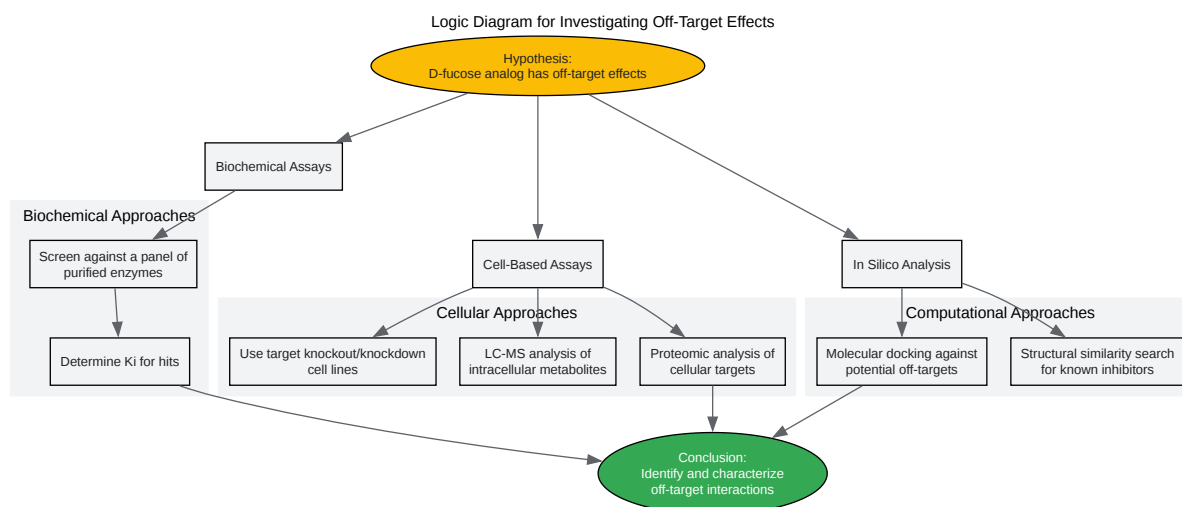 Logic Diagram for Investigating Off-Target Effects
Hypothesis:
D-fucose analog has off-target effects
Biochemical Assays
Biochemical Approaches
Screen against a panel of
purified enzymes
Determine Ki for hits
Cell-Based Assays
Cellular Approaches
Use target knockout/knockdown
cell lines
LC-MS analysis of
intracellular metabolites
Proteomic analysis of
cellular targets
In Silico Analysis
Computational Approaches
Molecular docking against
potential off-targets
Structural similarity search
for known inhibitors
Conclusion:
Identify and characterize
off-target interactions